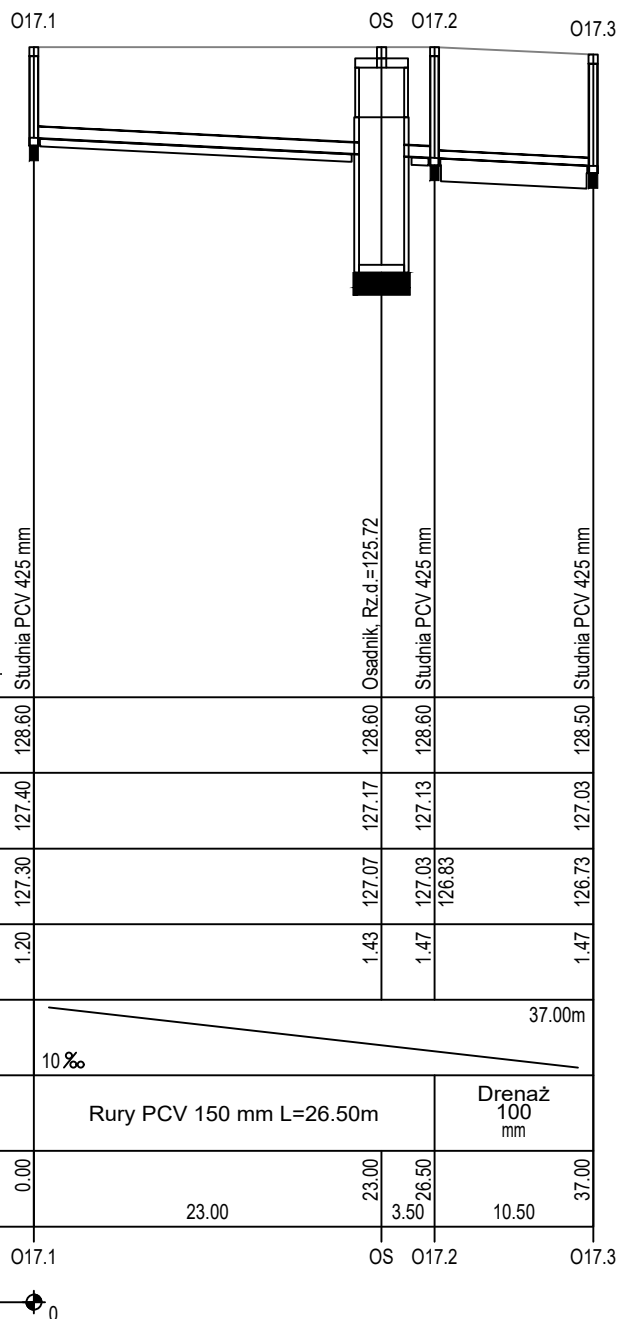 O17.1 OS O17.2 O17.3
Studnia PCV 425 mm
Osadnik, Rz.d.=125.72
Studnia PCV 425 mm
Studnia PCV 425 mm
128.60 128.60 128.60 128.50
127.40 127.17 127.13 127.03
127.30 127.07 127.03 126.83 126.73
1.20 1.43 1.47 1.47
37.00m
10 ‰
Rury PCV 150 mm L=26.50m
Drenaż
100
mm
0.00 23.00 26.50 37.00
23.00 3.50 10.50
O17.1 OS O17.2 O17.3
0